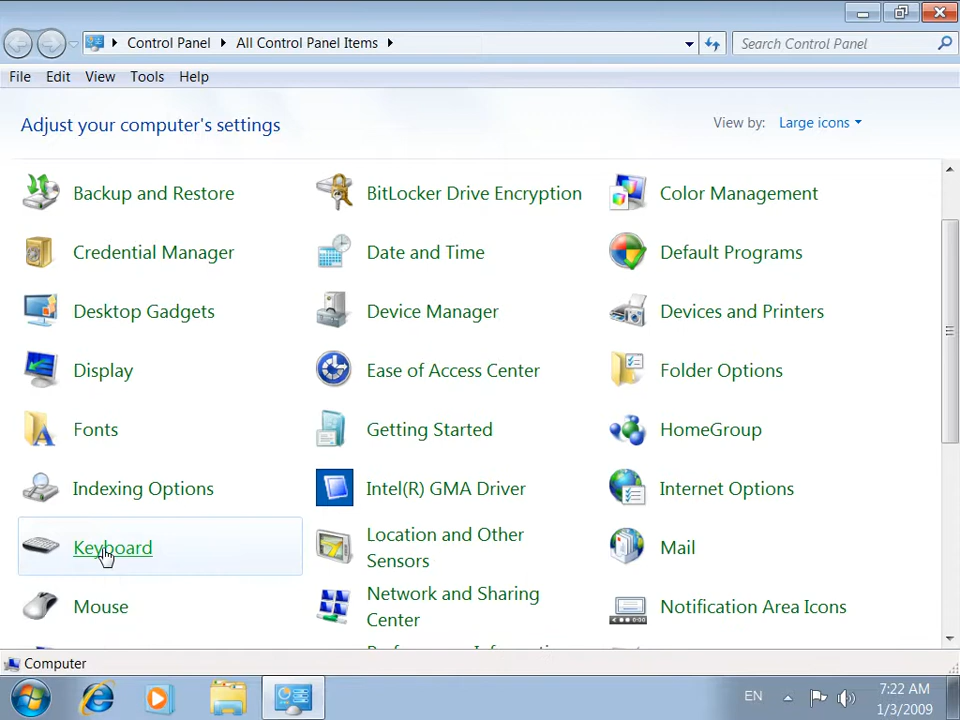 Control Panel All Control Panel Items
Search Control Panel
File Edit View Tools Help
Adjust your computer's settings
View by: Large icons
Backup and Restore
BitLocker Drive Encryption
Color Management
Credential Manager
Date and Time
Default Programs
Desktop Gadgets
Device Manager
Devices and Printers
Display
Ease of Access Center
Folder Options
Fonts
Getting Started
HomeGroup
Indexing Options
Intel(R) GMA Driver
Internet Options
Keyboard
Location and Other
Sensors
Mail
Mouse
Network and Sharing
Center
Notification Area Icons
Computer
EN
7:22 AM
1/3/2009